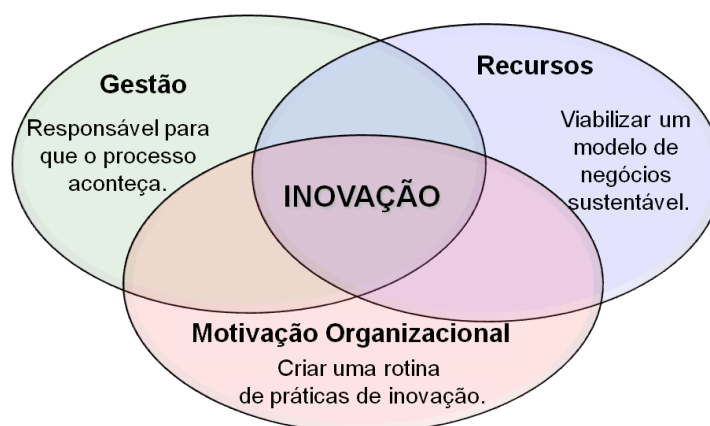 Gestão
Responsável para
que o processo
aconteça.
Recursos
Viabilizar um
modelo de
negócios
sustentável.
INOVAÇÃO
Motivação Organizacional
Criar uma rotina
de práticas de inovação.